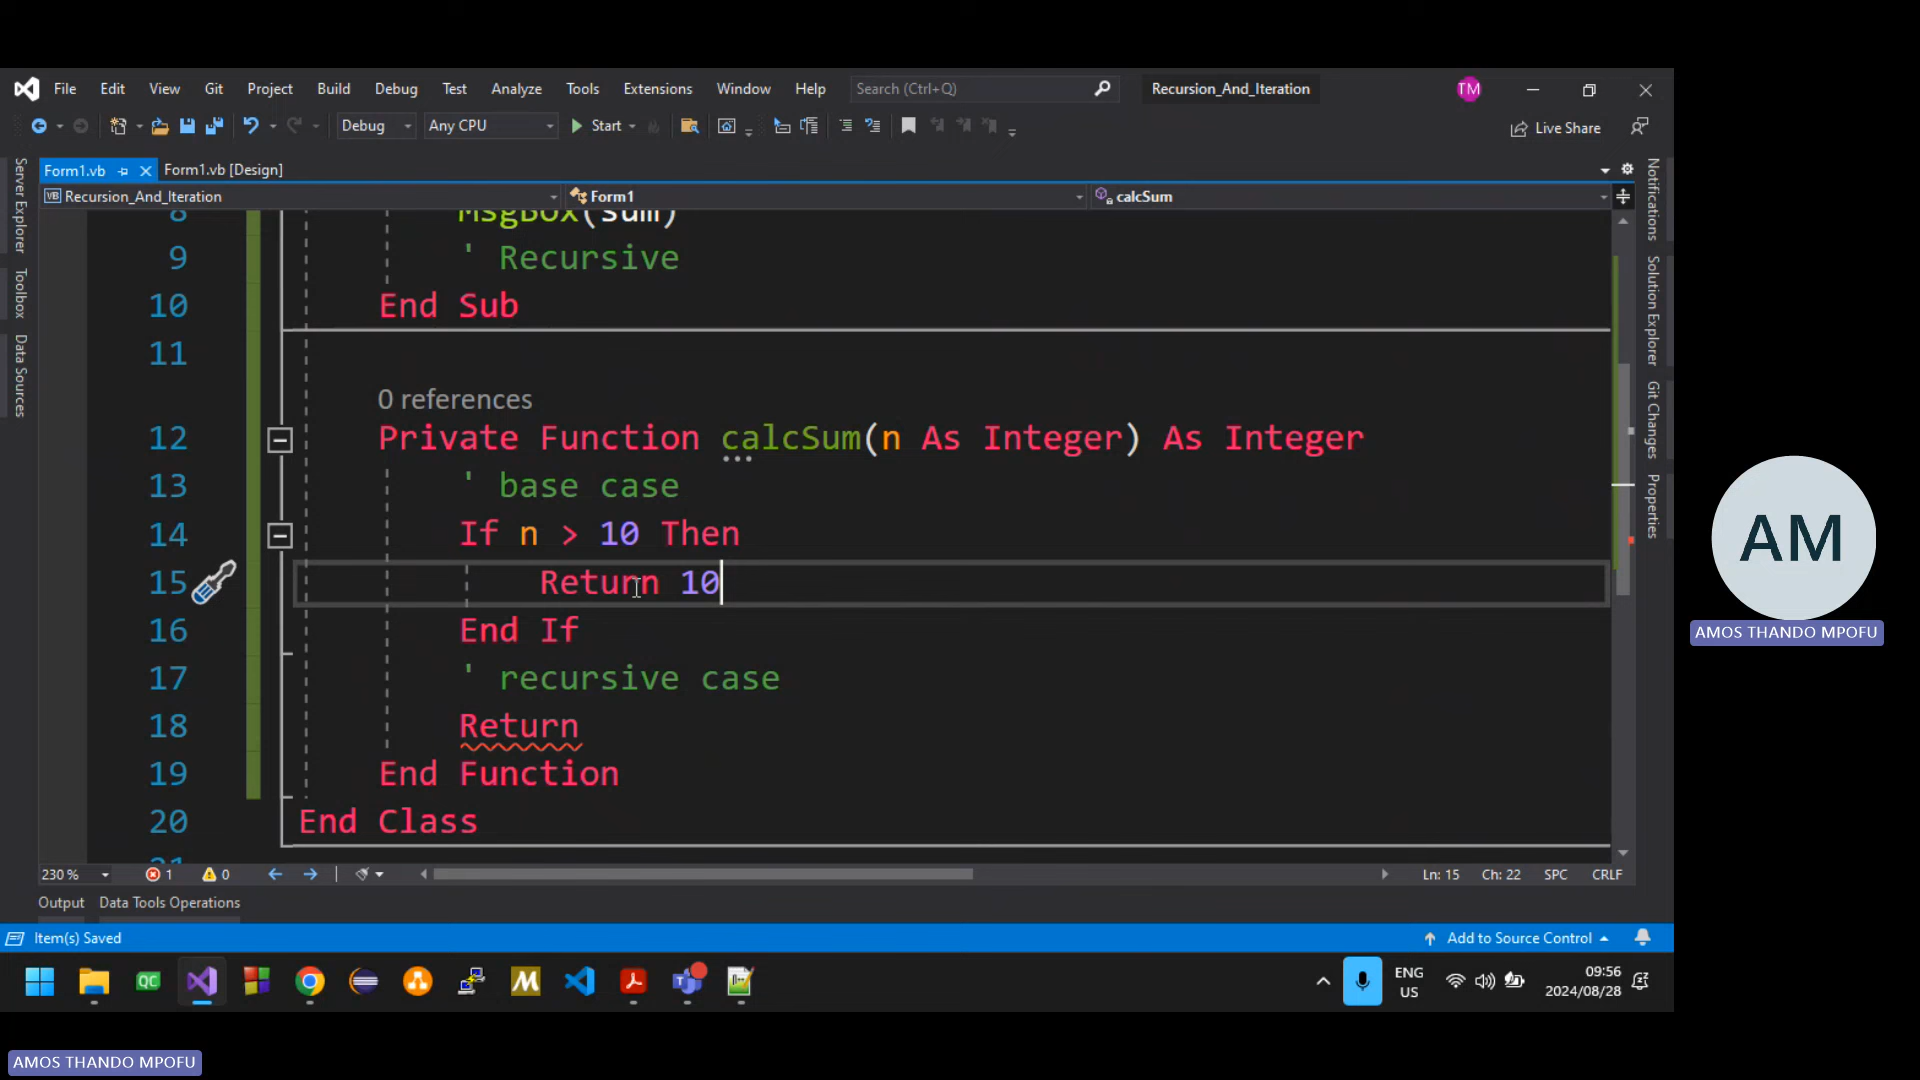 File Edit View Git Project Build Debug Test Analyze Tools Extensions Window Help Search (Ctrl+Q) Recursion_And_Iteration TM
Debug Any CPU Start Live Share
Form1.vb Form1.vb [Design]
Recursion_And_Iteration Form1 calcSum
Server Explorer
Toolbox
Data Sources
8 MsgBox(sum)
9 ' Recursive
10 End Sub
11
0 references
12 Private Function calcSum(n As Integer) As Integer
13 ' base case
14 If n > 10 Then
15 Return 10
16 End If
17 ' recursive case
18 Return
19 End Function
20 End Class
21
Notifications
Solution Explorer
Git Changes
Properties
230 % 1 0 Ln: 15 Ch: 22 SPC CRLF
Output Data Tools Operations
Item(s) Saved Add to Source Control
QC M ENG US 09:56 2024/08/28
AM
AMOS THANDO MPOFU
AMOS THANDO MPOFU